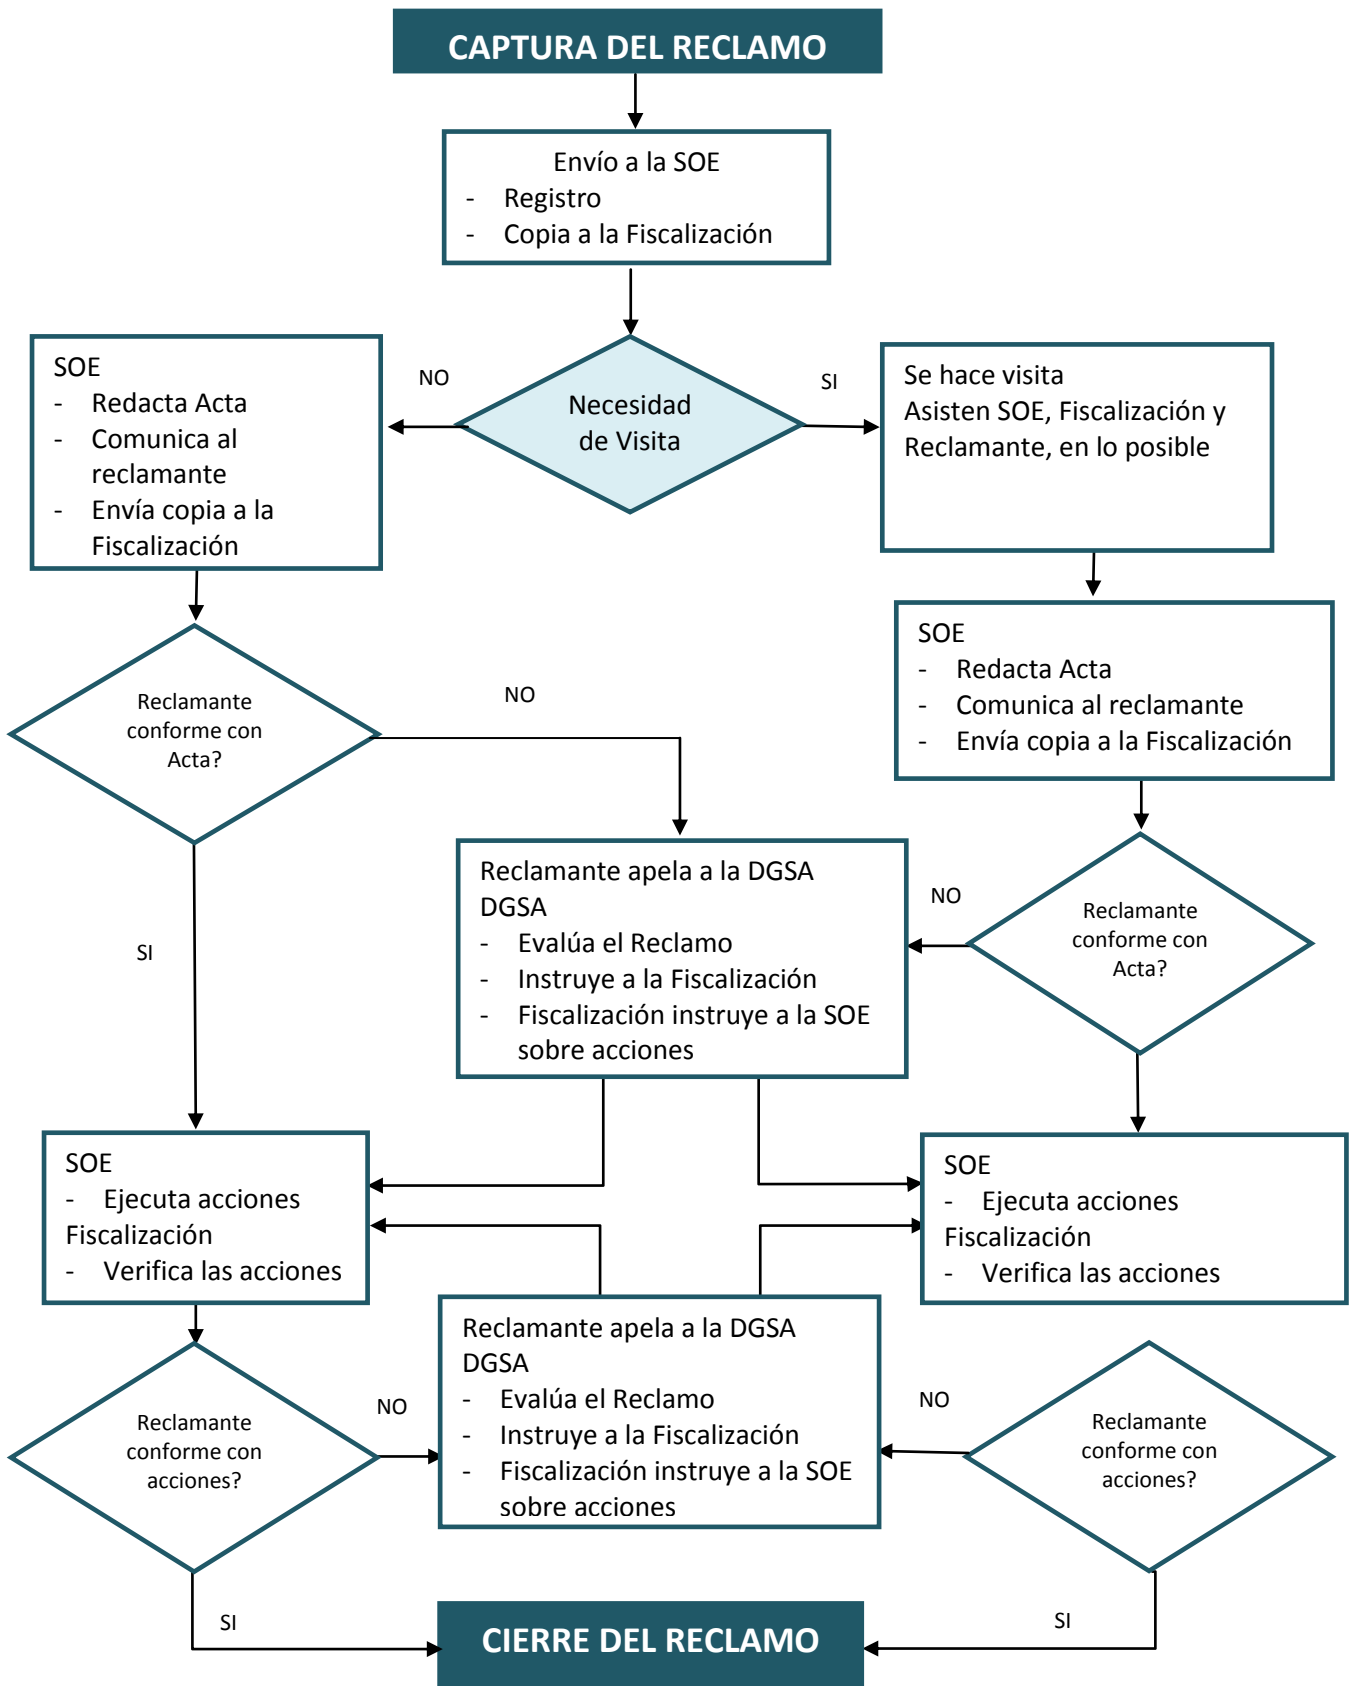 CAPTURA DEL RECLAMO
Envío a la SOE
- Registro
- Copia a la Fiscalización
SOE
- Redacta Acta
- Comunica al
reclamante
- Envía copia a la
Fiscalización
NO
Necesidad
de Visita
SI
Se hace visita
Asisten SOE, Fiscalización y
Reclamante, en lo posible
SOE
- Redacta Acta
- Comunica al reclamante
- Envía copia a la Fiscalización
Reclamante
conforme con
Acta?
NO
SI
Reclamante apela a la DGSA
DGSA
- Evalúa el Reclamo
- Instruye a la Fiscalización
- Fiscalización instruye a la SOE
sobre acciones
NO
Reclamante
conforme con
Acta?
SOE
- Ejecuta acciones
Fiscalización
- Verifica las acciones
SOE
- Ejecuta acciones
Fiscalización
- Verifica las acciones
Reclamante
conforme con
acciones?
NO
Reclamante apela a la DGSA
DGSA
- Evalúa el Reclamo
- Instruye a la Fiscalización
- Fiscalización instruye a la SOE
sobre acciones
NO
Reclamante
conforme con
acciones?
SI
CIERRE DEL RECLAMO
SI